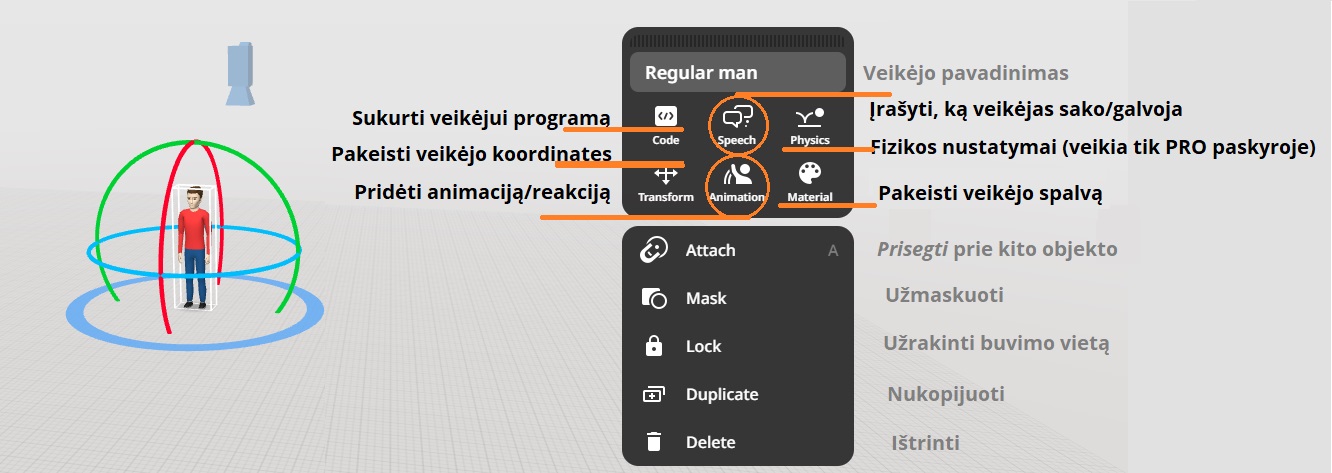 Regular man
Veikėjo pavadinimas
Sukurti veikėjui programą
Code
Speech
Physics
Įrašyti, ką veikėjas sako/galvoja
Pakeisti veikėjo koordinates
Fizikos nustatymai (veikia tik PRO paskyroje)
Pridėti animaciją/reakciją
Transform
Animation
Material
Pakeisti veikėjo spalvą
Attach A
Prisegti prie kito objekto
Mask
Užmaskuoti
Lock
Užrakinti buvimo vietą
Duplicate
Nukopijuoti
Delete
Ištrinti